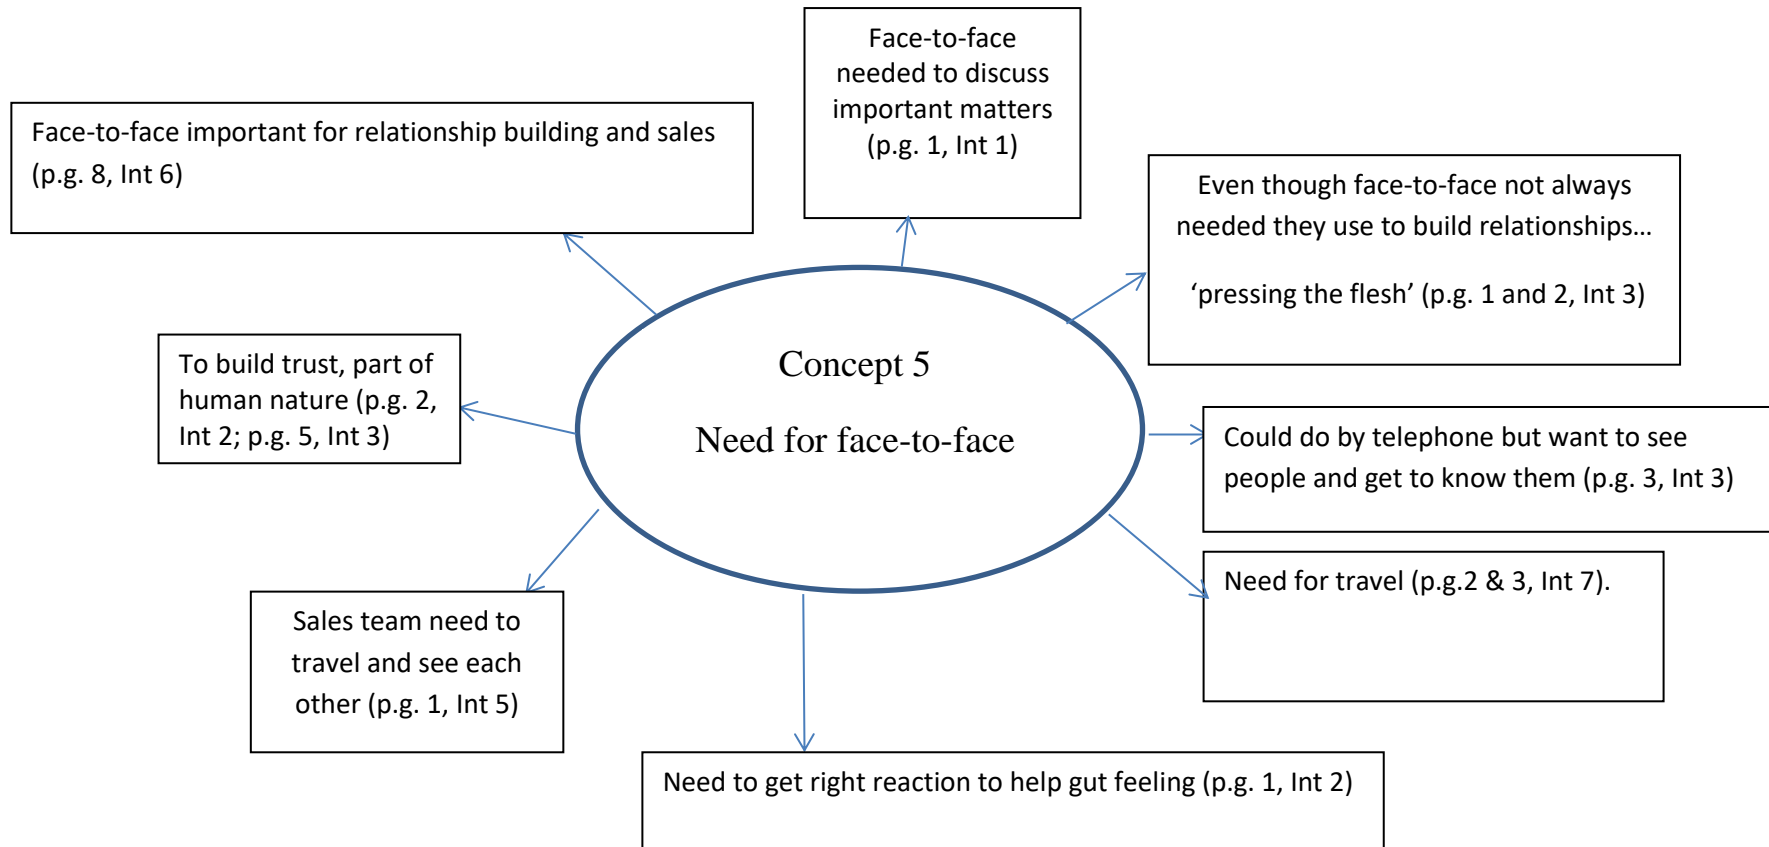 Face-to-face
needed to discuss
important matters
(p.g. 1, Int 1)
Face-to-face important for relationship building and sales
(p.g. 8, Int 6)
Even though face-to-face not always
needed they use to build relationships…
‘pressing the flesh’ (p.g. 1 and 2, Int 3)
To build trust, part of
human nature (p.g. 2,
Int 2; p.g. 5, Int 3)
Concept 5
Need for face-to-face
Could do by telephone but want to see
people and get to know them (p.g. 3, Int 3)
Need for travel (p.g.2 & 3, Int 7).
Sales team need to
travel and see each
other (p.g. 1, Int 5)
Need to get right reaction to help gut feeling (p.g. 1, Int 2)